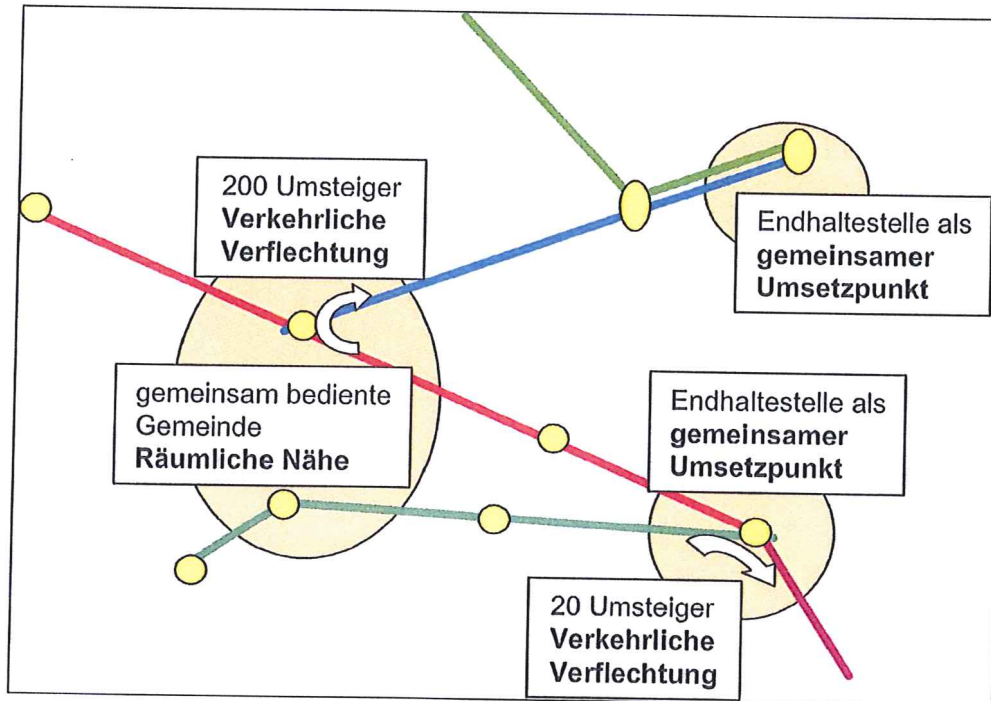 200 Umsteiger
Verkehrliche
Verflechtung
Endhaltestelle als
gemeinsamer
Umsetzpunkt
gemeinsam bediente
Gemeinde
Räumliche Nähe
Endhaltestelle als
gemeinsamer
Umsetzpunkt
20 Umsteiger
Verkehrliche
Verflechtung